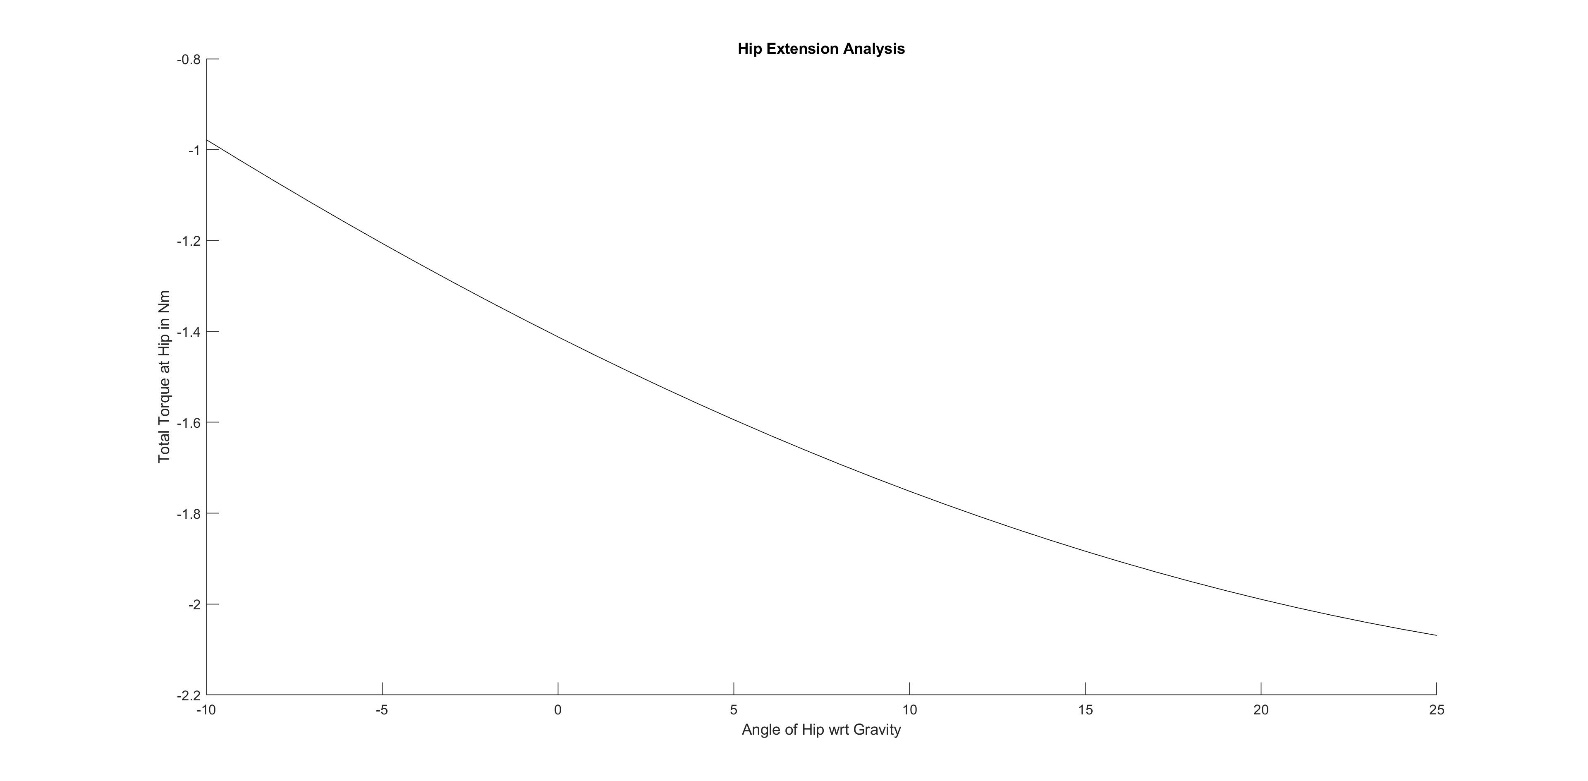 Hip Extension Analysis
-0.8
-1
-1.2
-1.4
-1.6
-1.8
-2
-2.2
Total Torque at Hip in Nm
-10 -5 0 5 10 15 20 25
Angle of Hip wrt Gravity